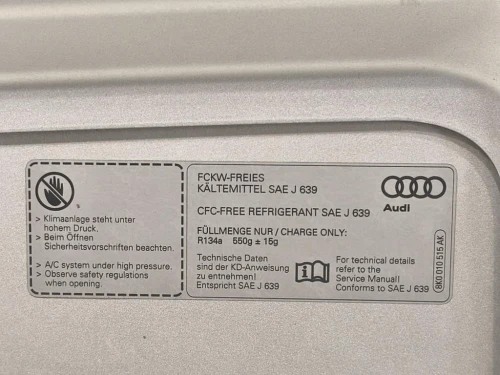 > Klimaanlage steht unter
hohem Druck.
> Beim Öffnen
Sicherheitsvorschriften beachten.
> A/C system under high pressure.
> Observe safety regulations
when opening.
FCKW-FREIES
KÄLTEMITTEL SAE J 639
CFC-FREE REFRIGERANT SAE J 639
FÜLLMENGE NUR / CHARGE ONLY:
R134a 550g ± 15g
Technische Daten
sind der KD-Anweisung
zu entnehmen!
Entspricht SAE J 639
Audi
For technical details
refer to the
Service Manual!
Conforms to SAE J 639
8K0 010 515 AK